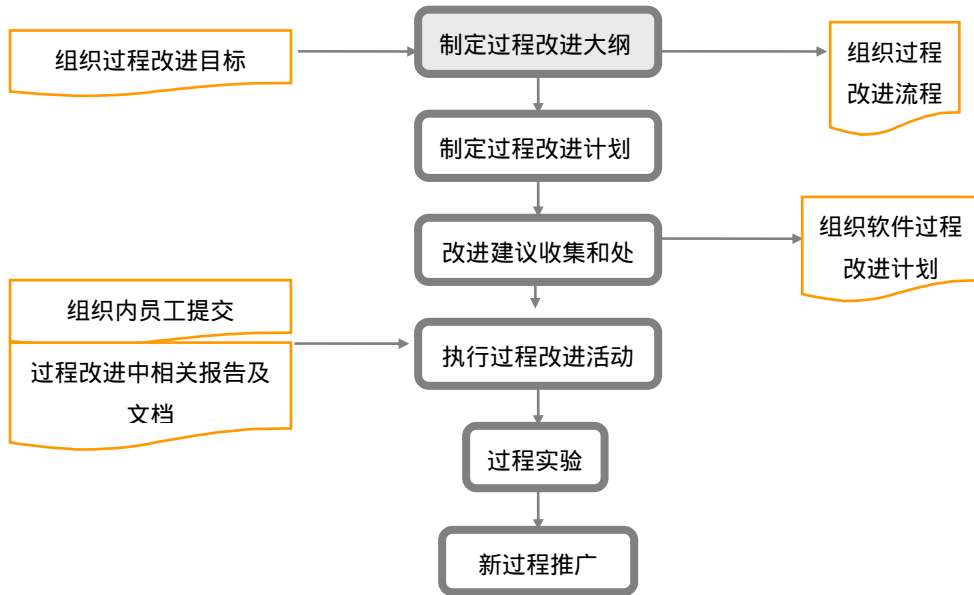 组织过程改进目标
制定过程改进大纲
组织过程
改进流程
制定过程改进计划
改进建议收集和处
组织软件过程
改进计划
组织内员工提交
过程改进中相关报告及
文档
执行过程改进活动
过程实验
新过程推广